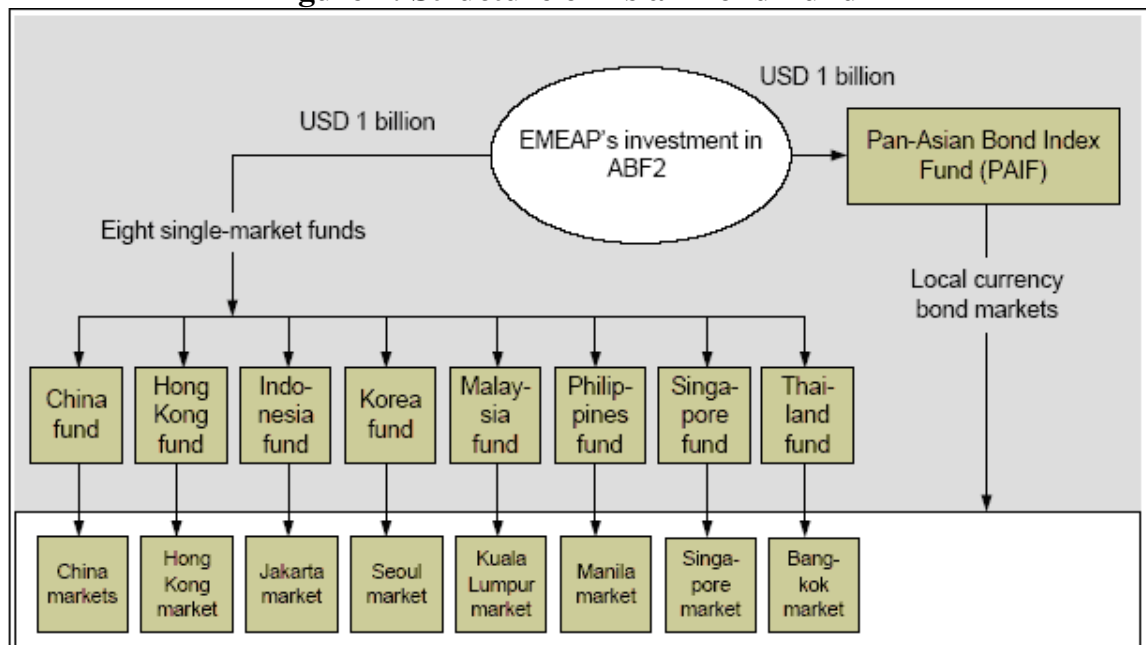 USD 1 billion
USD 1 billion
EMEAP's investment in
ABF2
Pan-Asian Bond Index
Fund (PAIF)
Eight single-market funds
Local currency
bond markets
China
fund
Hong
Kong
fund
Indo-
nesia
fund
Korea
fund
Malay-
sia
fund
Philip-
pines
fund
Singa-
pore
fund
Thai-
land
fund
China
markets
Hong
Kong
market
Jakarta
market
Seoul
market
Kuala
Lumpur
market
Manila
market
Singa-
pore
market
Bang-
kok
market